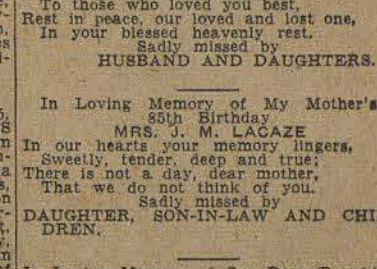 To those who loved you best,
Rest in peace, our loved and lost one,
In your blessed heavenly rest.
Sadly missed by
HUSBAND AND DAUGHTERS.
In Loving Memory of My Mother's
85th Birthday
MRS. J. M. LACAZE
In our hearts your memory lingers,
Sweetly, tender, deep and true;
There is not a day, dear mother,
That we do not think of you.
Sadly missed by
DAUGHTER, SON-IN-LAW AND CHI
DREN.